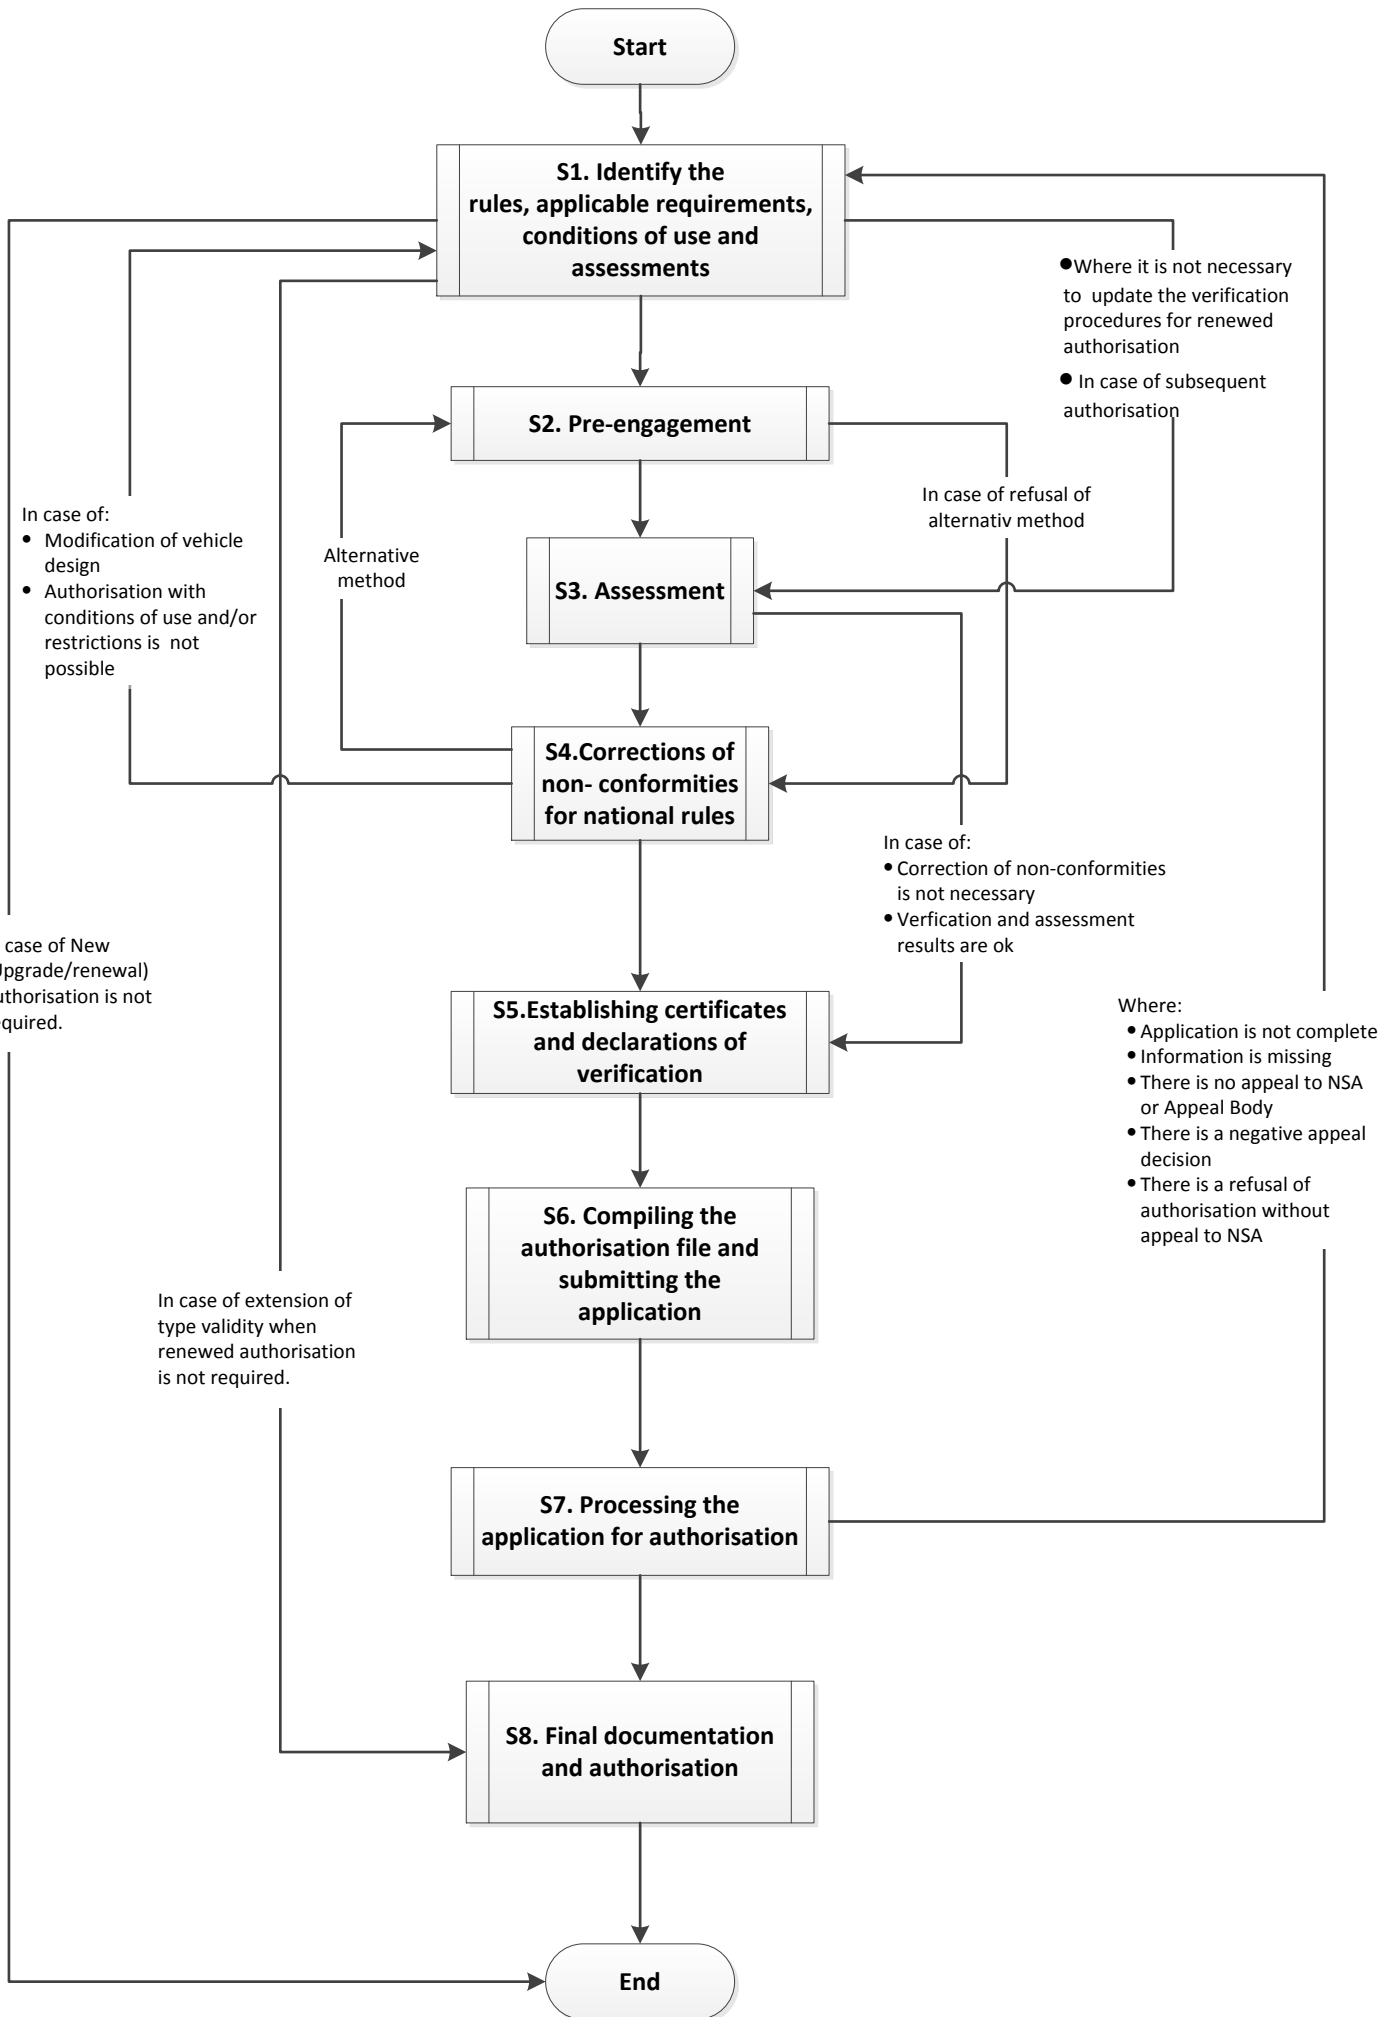 Start
S1. Identify the
rules, applicable requirements,
conditions of use and
assessments
●Where it is not necessary
to update the verification
procedures for renewed
authorisation
● In case of subsequent
authorisation
S2. Pre-engagement
In case of refusal of
alternativ method
In case of:
• Modification of vehicle
design
• Authorisation with
conditions of use and/or
restrictions is not
possible
Alternative
method
S3. Assessment
S4.Corrections of
non- conformities
for national rules
In case of:
• Correction of non-conformities
is not necessary
• Verfication and assessment
results are ok
case of New
Upgrade/renewal)
uthorisation is not
equired.
S5.Establishing certificates
and declarations of
verification
Where:
• Application is not complete
• Information is missing
• There is no appeal to NSA
or Appeal Body
• There is a negative appeal
decision
• There is a refusal of
authorisation without
appeal to NSA
S6. Compiling the
authorisation file and
submitting the
application
In case of extension of
type validity when
renewed authorisation
is not required.
S7. Processing the
application for authorisation
S8. Final documentation
and authorisation
End